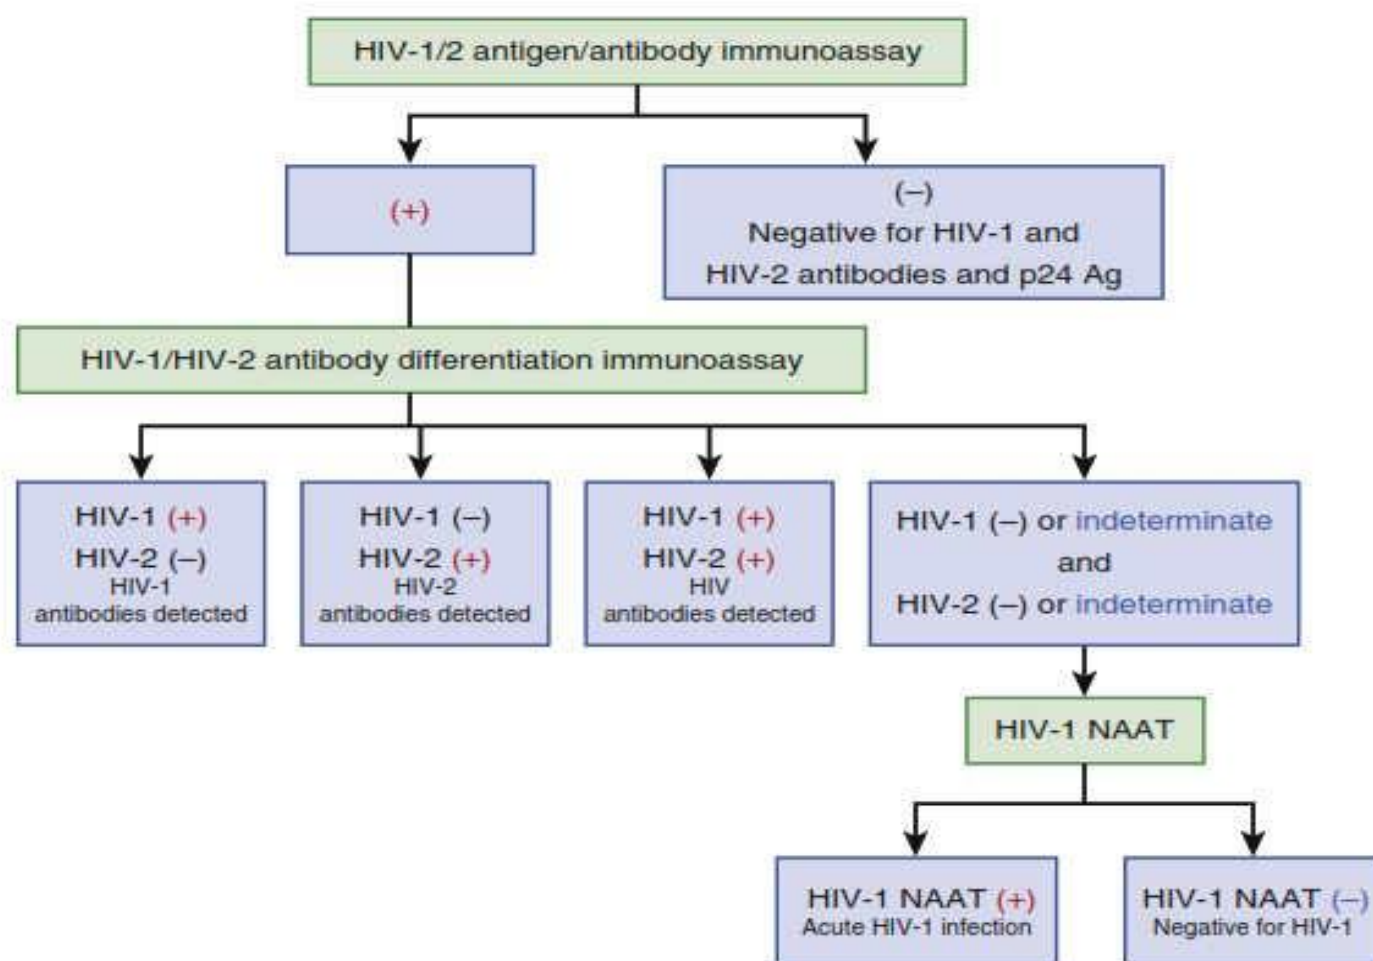 HIV-1/2 antigen/antibody immunoassay
(+)
(–)
Negative for HIV-1 and
HIV-2 antibodies and p24 Ag
HIV-1/HIV-2 antibody differentiation immunoassay
HIV-1 (+)
HIV-2 (–)
HIV-1
antibodies detected
HIV-1 (–)
HIV-2 (+)
HIV-2
antibodies detected
HIV-1 (+)
HIV-2 (+)
HIV
antibodies detected
HIV-1 (–) or indeterminate
and
HIV-2 (–) or indeterminate
HIV-1 NAAT
HIV-1 NAAT (+)
Acute HIV-1 infection
HIV-1 NAAT (–)
Negative for HIV-1